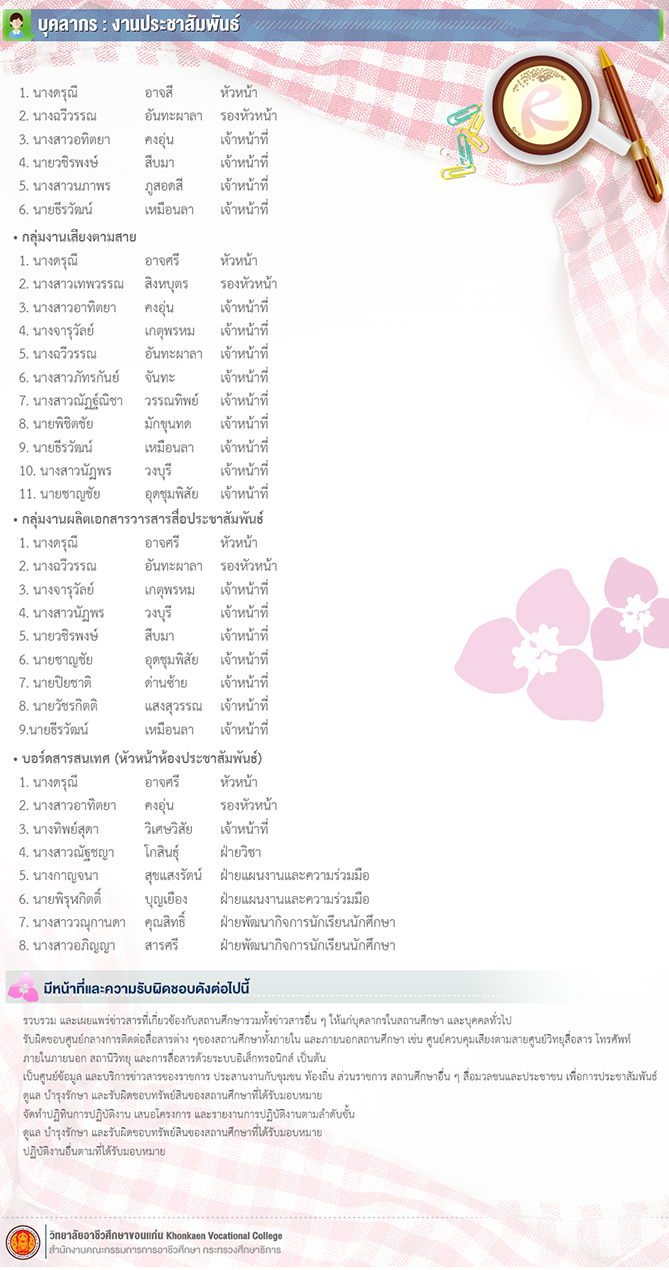 บุคลากร : งานประชาสัมพันธ์
1. นางดรุณี อาจสี หัวหน้า
2. นางฉวีวรรณ อันทะผาลา รองหัวหน้า
3. นางสาวอทิตยา คงอุ่น เจ้าหน้าที่
4. นายวชิรพงษ์ สืบมา เจ้าหน้าที่
5. นางสาวนภาพร ภูสอดสี เจ้าหน้าที่
6. นายธีรวัฒน์ เหมือนลา เจ้าหน้าที่
• กลุ่มงานเสียงตามสาย
1. นางดรุณี อาจศรี หัวหน้า
2. นางสาวเทพวรรณ สิงหบุตร รองหัวหน้า
3. นางสาวอาทิตยา คงอุ่น เจ้าหน้าที่
4. นางจารุวัลย์ เกตุพรหม เจ้าหน้าที่
5. นางฉวีวรรณ อันทะผาลา เจ้าหน้าที่
6. นางสาวภัทรกันย์ จันทะ เจ้าหน้าที่
7. นางสาวณัฏฐ์ณิชา วรรณทิพย์ เจ้าหน้าที่
8. นายพิชิตชัย มักขุนทด เจ้าหน้าที่
9. นายธีรวัฒน์ เหมือนลา เจ้าหน้าที่
10. นางสาวนัฏพร วงบุรี เจ้าหน้าที่
11. นายชาญชัย อุดชุมพิสัย เจ้าหน้าที่
• กลุ่มงานผลิตเอกสารวารสารสื่อประชาสัมพันธ์
1. นางดรุณี อาจศรี หัวหน้า
2. นางฉวีวรรณ อันทะผาลา รองหัวหน้า
3. นางจารุวัลย์ เกตุพรหม เจ้าหน้าที่
4. นางสาวนัฏพร วงบุรี เจ้าหน้าที่
5. นายวชิรพงษ์ สืบมา เจ้าหน้าที่
6. นายชาญชัย อุดชุมพิสัย เจ้าหน้าที่
7. นายปิยชาติ ด่านซ้าย เจ้าหน้าที่
8. นายวัชรกิตติ แสงสุวรรณ เจ้าหน้าที่
9.นายธีรวัฒน์ เหมือนลา เจ้าหน้าที่
• บอร์ดสารสนเทศ (หัวหน้าห้องประชาสัมพันธ์)
1. นางดรุณี อาจศรี หัวหน้า
2. นางสาวอาทิตยา คงอุ่น รองหัวหน้า
3. นางทิพย์สุดา วิเศษวิสัย เจ้าหน้าที่
4. นางสาวณัฐชญา โกสินธุ์ ฝ่ายวิชา
5. นางกาญจนา สุขแสงรัตน์ ฝ่ายแผนงานและความร่วมมือ
6. นายพิรุฬกิตติ์ บุญเยือง ฝ่ายแผนงานและความร่วมมือ
7. นางสาววณุกานดา คุณสิทธิ์ ฝ่ายพัฒนากิจการนักเรียนนักศึกษา
8. นางสาวอภิญญา สารศรี ฝ่ายพัฒนากิจการนักเรียนนักศึกษา
มีหน้าที่และความรับผิดชอบดังต่อไปนี้
รวบรวม และเผยแพร่ข่าวสารที่เกี่ยวข้องกับสถานศึกษารวมทั้งข่าวสารอื่น ๆ ให้แก่บุคลากรในสถานศึกษา และบุคคลทั่วไป
รับผิดชอบศูนย์กลางการติดต่อสื่อสารต่าง ๆของสถานศึกษาทั้งภายใน และภายนอกสถานศึกษา เช่น ศูนย์ควบคุมเสียงตามสายศูนย์วิทยุสื่อสาร โทรศัพท์
ภายในภายนอก สถานีวิทยุ และการสื่อสารด้วยระบบอิเล็กทรอนิกส์ เป็นต้น
เป็นศูนย์ข้อมูล และบริการข่าวสารของราชการ ประสานงานกับชุมชน ท้องถิ่น ส่วนราชการ สถานศึกษาอื่น ๆ สื่อมวลชนและประชาชน เพื่อการประชาสัมพันธ์
ดูแล บำรุงรักษา และรับผิดชอบทรัพย์สินของสถานศึกษาที่ได้รับมอบหมาย
จัดทำปฏิทินการปฏิบัติงาน เสนอโครงการ และรายงานการปฏิบัติงานตามลำดับขั้น
ดูแล บำรุงรักษา และรับผิดชอบทรัพย์สินของสถานศึกษาที่ได้รับมอบหมาย
ปฏิบัติงานอื่นตามที่ได้รับมอบหมาย
วิทยาลัยอาชีวศึกษาขอนแก่น Khonkaen Vocational College
สำนักงานคณะกรรมการการอาชีวศึกษา กระทรวงศึกษาธิการ